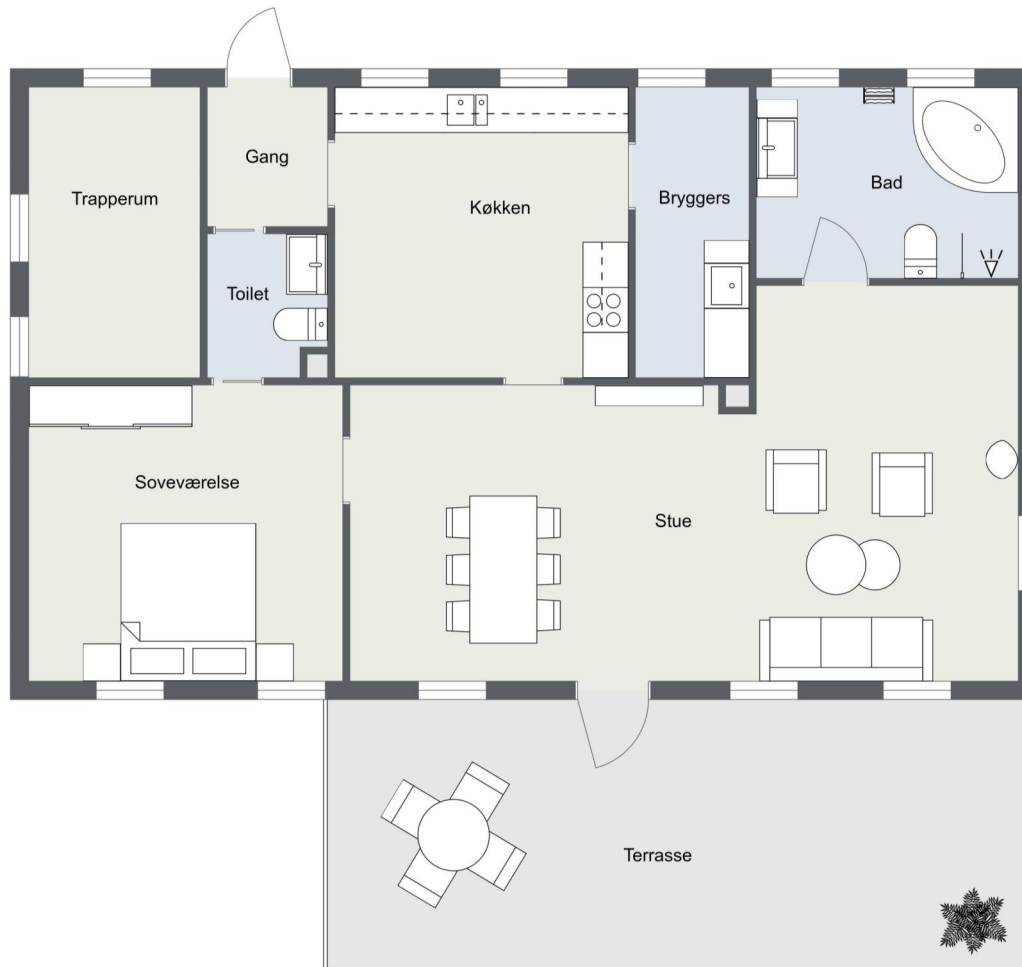 Gang
Trapperum
Køkken
Bryggers
Bad
Toilet
Soveværelse
Stue
Terrasse